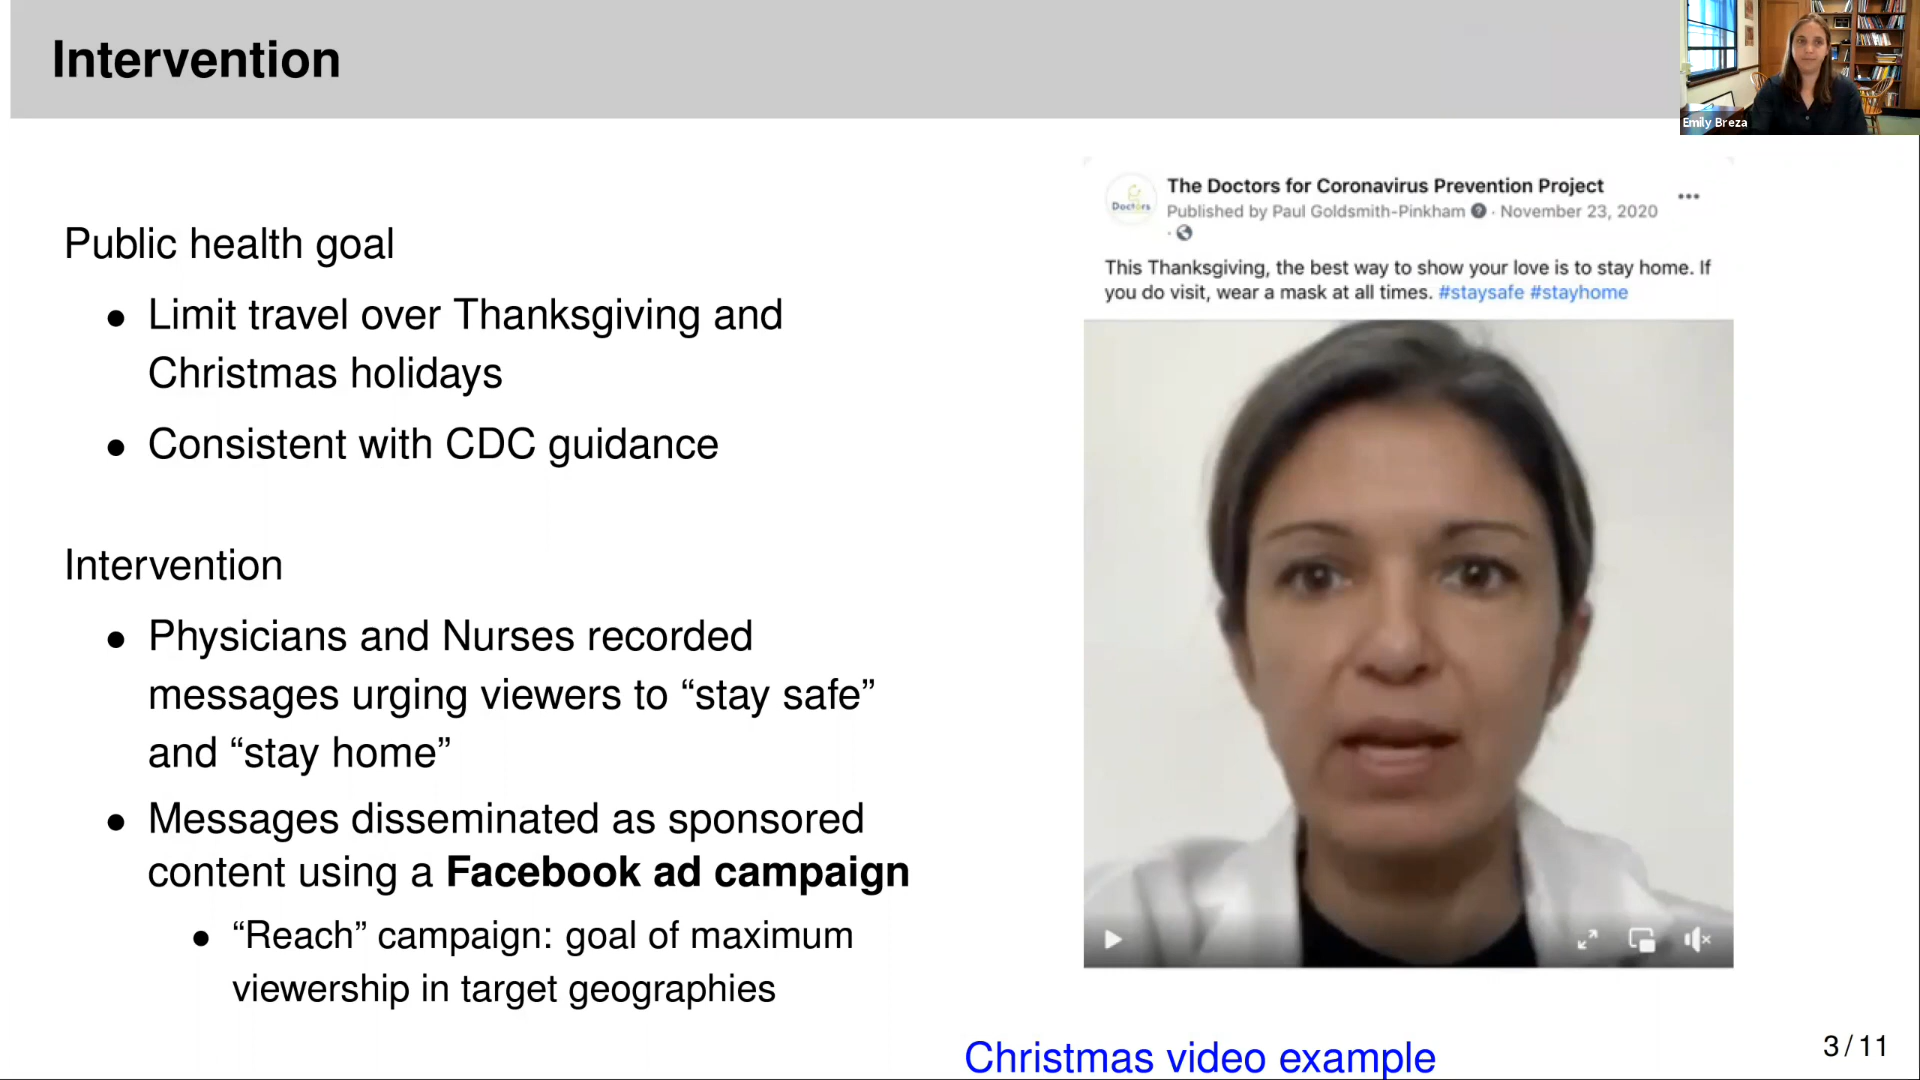 Intervention
Emily Breza
Public health goal
Limit travel over Thanksgiving and
Christmas holidays
Consistent with CDC guidance
Intervention
Physicians and Nurses recorded
messages urging viewers to “stay safe”
and “stay home”
Messages disseminated as sponsored
content using a Facebook ad campaign
“Reach” campaign: goal of maximum
viewership in target geographies
Doctors
The Doctors for Coronavirus Prevention Project
Published by Paul Goldsmith-Pinkham · November 23, 2020
This Thanksgiving, the best way to show your love is to stay home. If
you do visit, wear a mask at all times. #staysafe #stayhome
Christmas video example
3 / 11